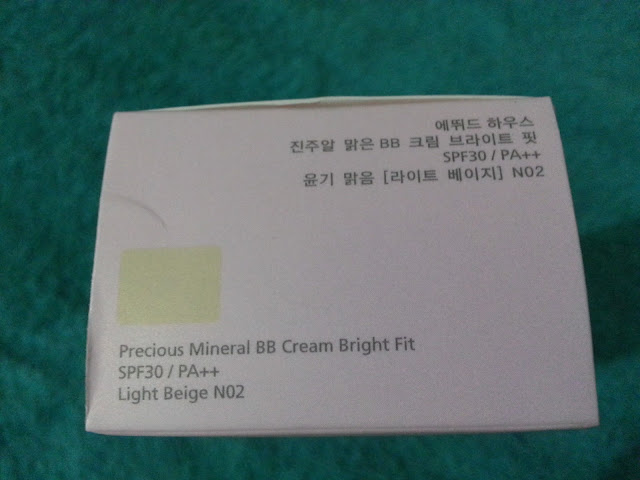 에뛰드 하우스
진주알 맑은 BB 크림 브라이트 핏
SPF30 / PA++
윤기 맑음 [라이트 베이지] N02
Precious Mineral BB Cream Bright Fit
SPF30 / PA++
Light Beige N02